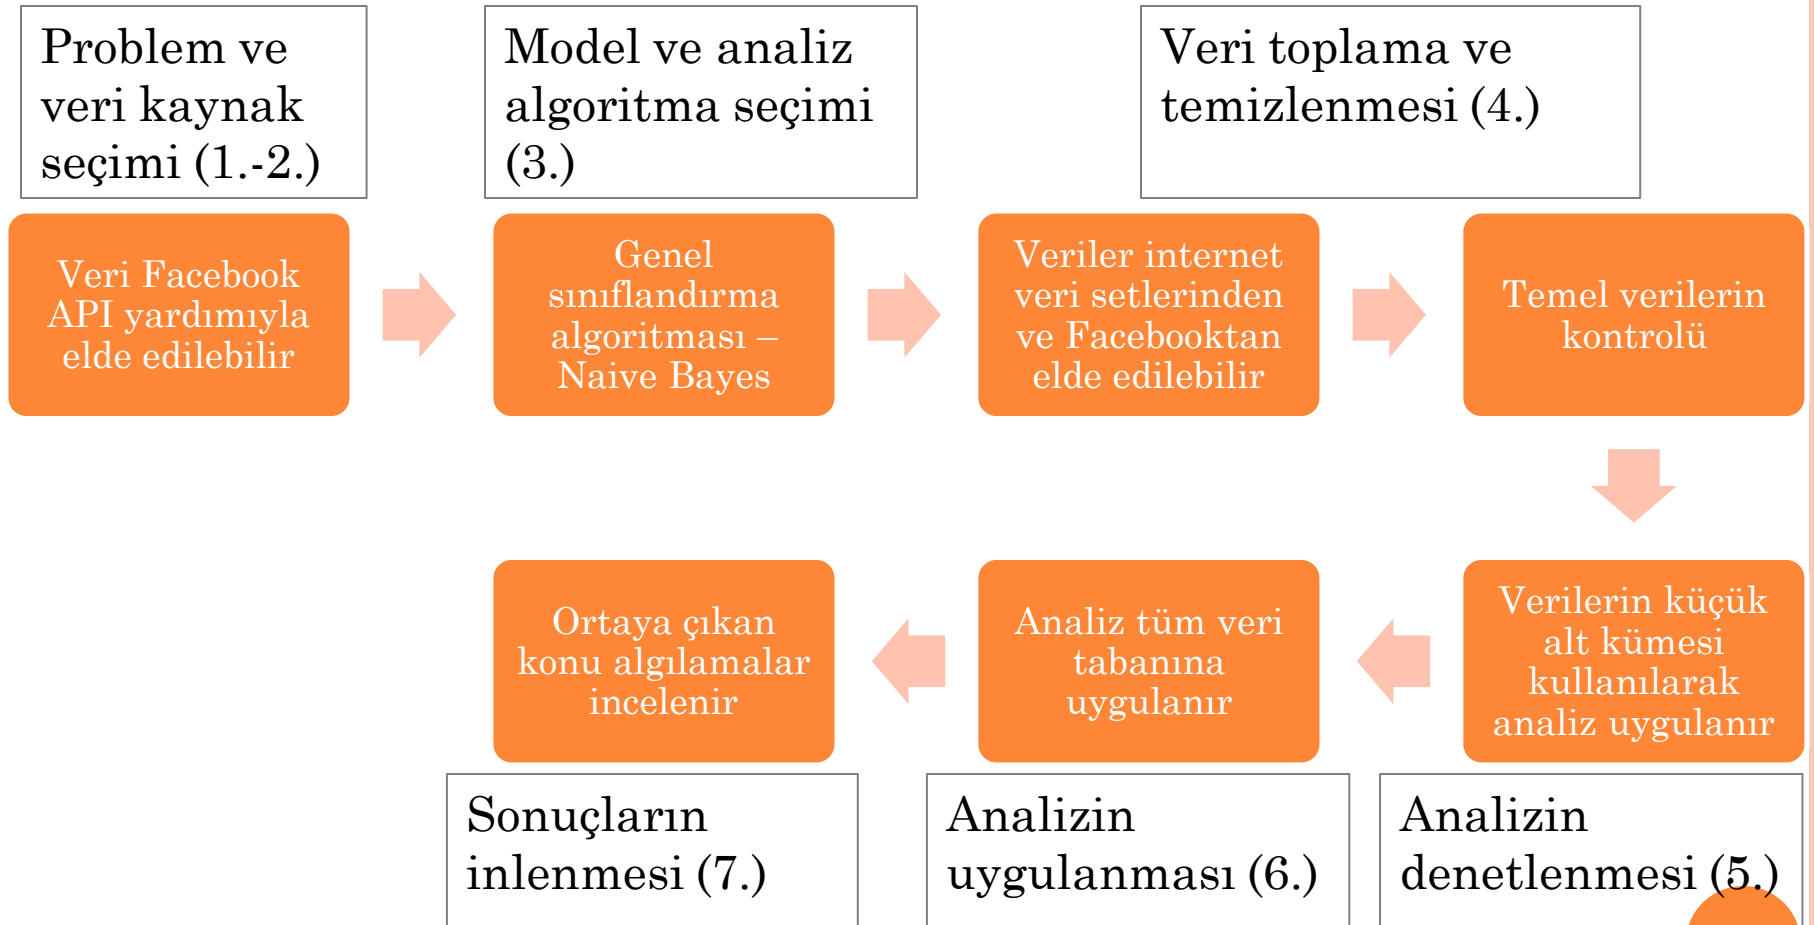 Problem ve
veri kaynak
seçimi (1.-2.)
Model ve analiz
algoritma seçimi
(3.)
Veri toplama ve
temizlenmesi (4.)
Veri Facebook
API yardımıyla
elde edilebilir
Genel
sınıflandırma
algoritması –
Naive Bayes
Veriler internet
veri setlerinden
ve Facebooktan
elde edilebilir
Temel verilerin
kontrolü
Verilerin küçük
alt kümesi
kullanılarak
analiz uygulanır
Analiz tüm veri
tabanına
uygulanır
Ortaya çıkan
konu algılamalar
incelenir
Sonuçların
inlenmesi (7.)
Analizin
uygulanması (6.)
Analizin
denetlenmesi (5.)